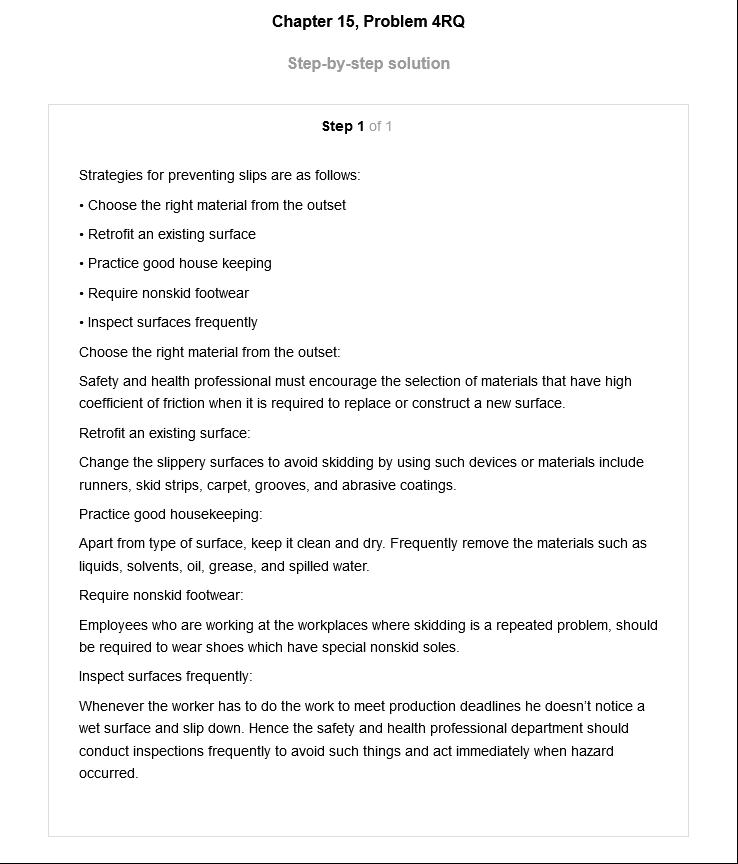 Chapter 15, Problem 4RQ
Step-by-step solution
Step 1 of 1
Strategies for preventing slips are as follows:
• Choose the right material from the outset
• Retrofit an existing surface
• Practice good house keeping
• Require nonskid footwear
• Inspect surfaces frequently
Choose the right material from the outset:
Safety and health professional must encourage the selection of materials that have high
coefficient of friction when it is required to replace or construct a new surface.
Retrofit an existing surface:
Change the slippery surfaces to avoid skidding by using such devices or materials include
runners, skid strips, carpet, grooves, and abrasive coatings.
Practice good housekeeping:
Apart from type of surface, keep it clean and dry. Frequently remove the materials such as
liquids, solvents, oil, grease, and spilled water.
Require nonskid footwear:
Employees who are working at the workplaces where skidding is a repeated problem, should
be required to wear shoes which have special nonskid soles.
Inspect surfaces frequently:
Whenever the worker has to do the work to meet production deadlines he doesn't notice a
wet surface and slip down. Hence the safety and health professional department should
conduct inspections frequently to avoid such things and act immediately when hazard
occurred.